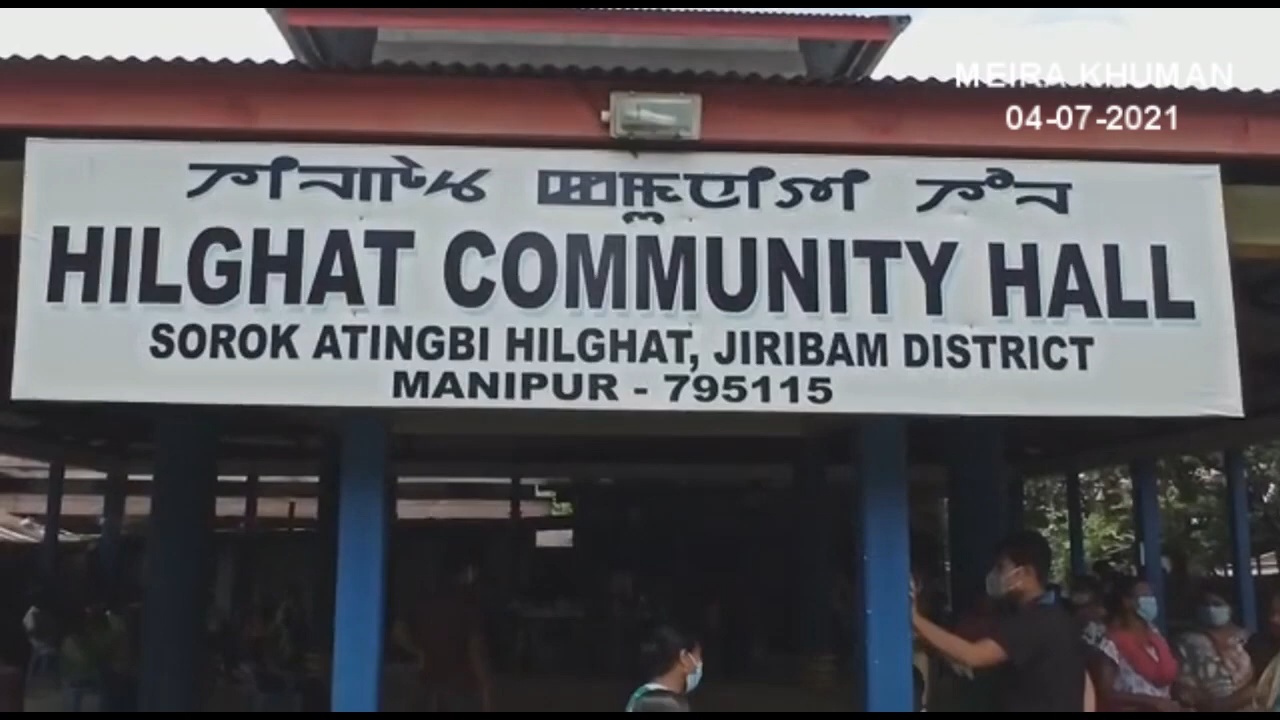 MEIRA KHUMAN
04-07-2021
HILGHAT COMMUNITY HALL
SOROK ATINGBI HILGHAT, JIRIBAM DISTRICT
MANIPUR - 795115